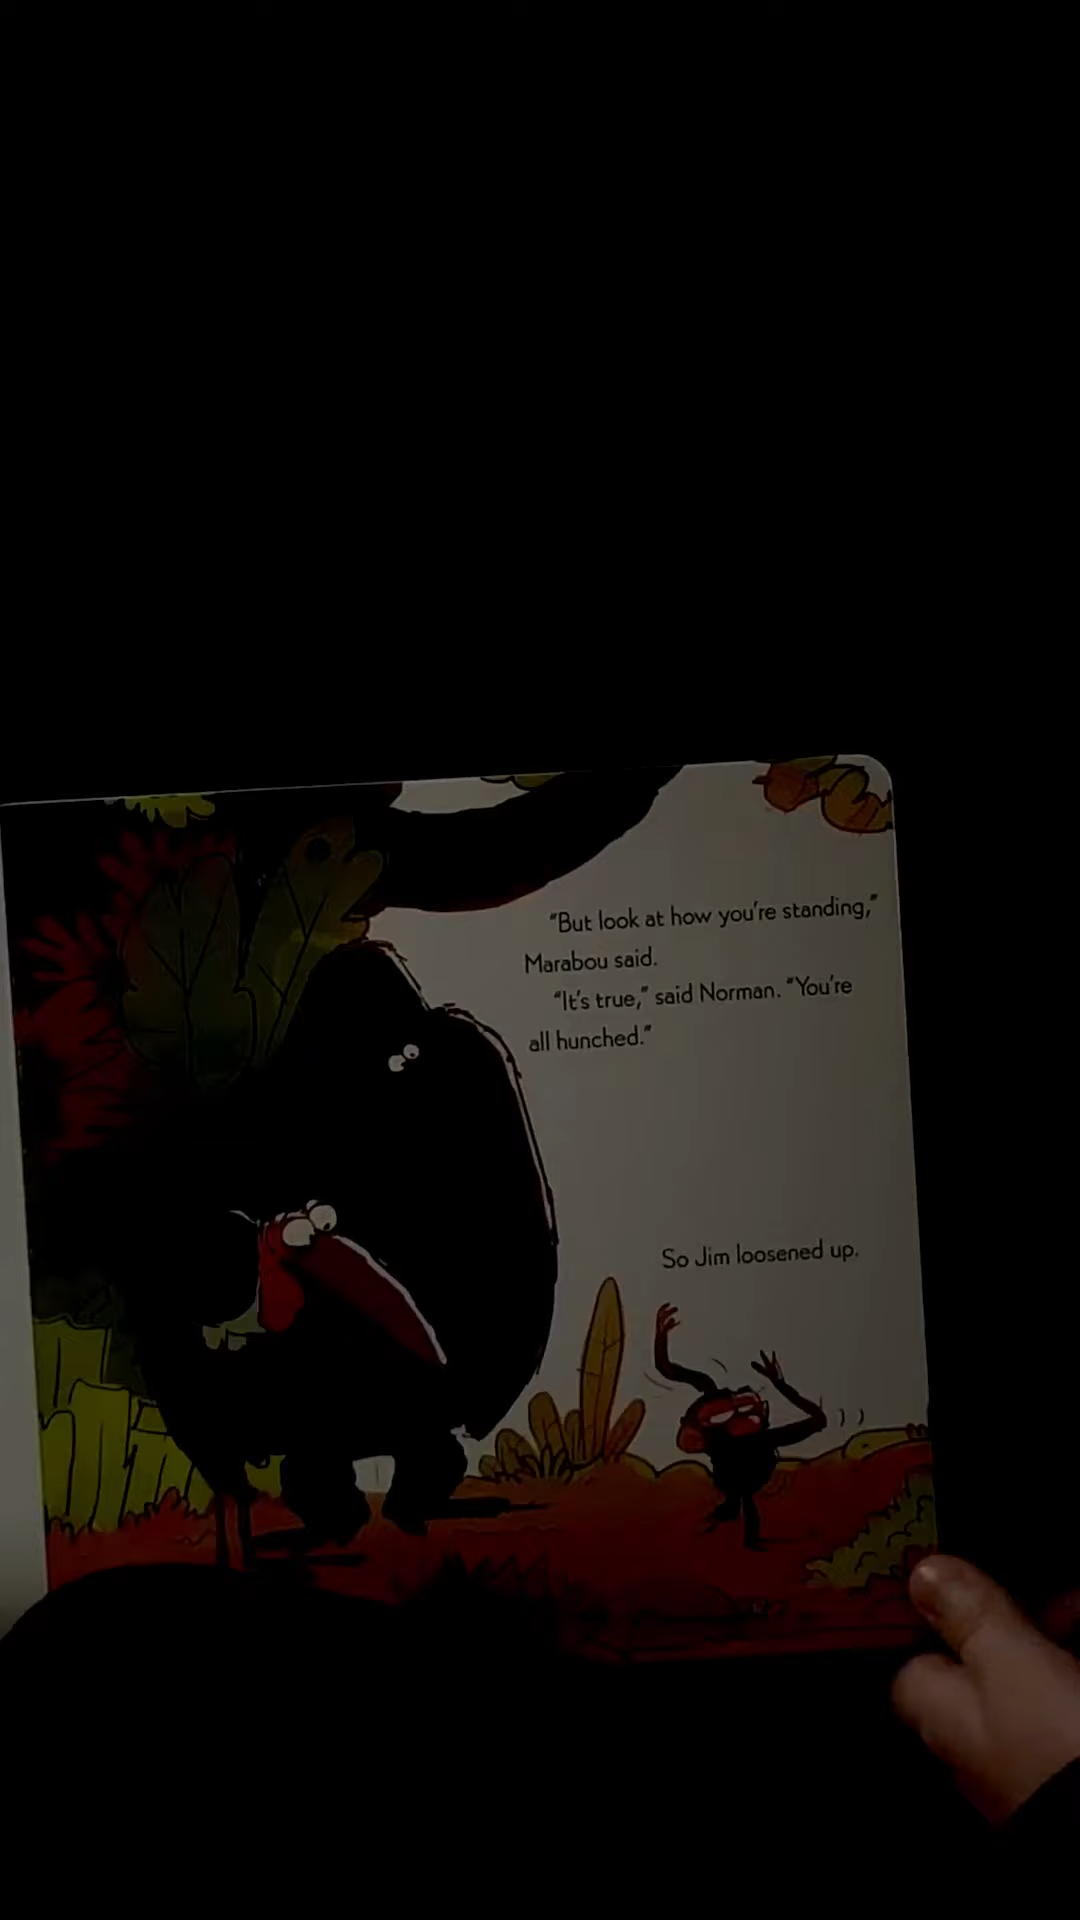 “But look at how you’re standing,”
Marabou said.
“It’s true,” said Norman. “You’re
all hunched.”
So Jim loosened up.